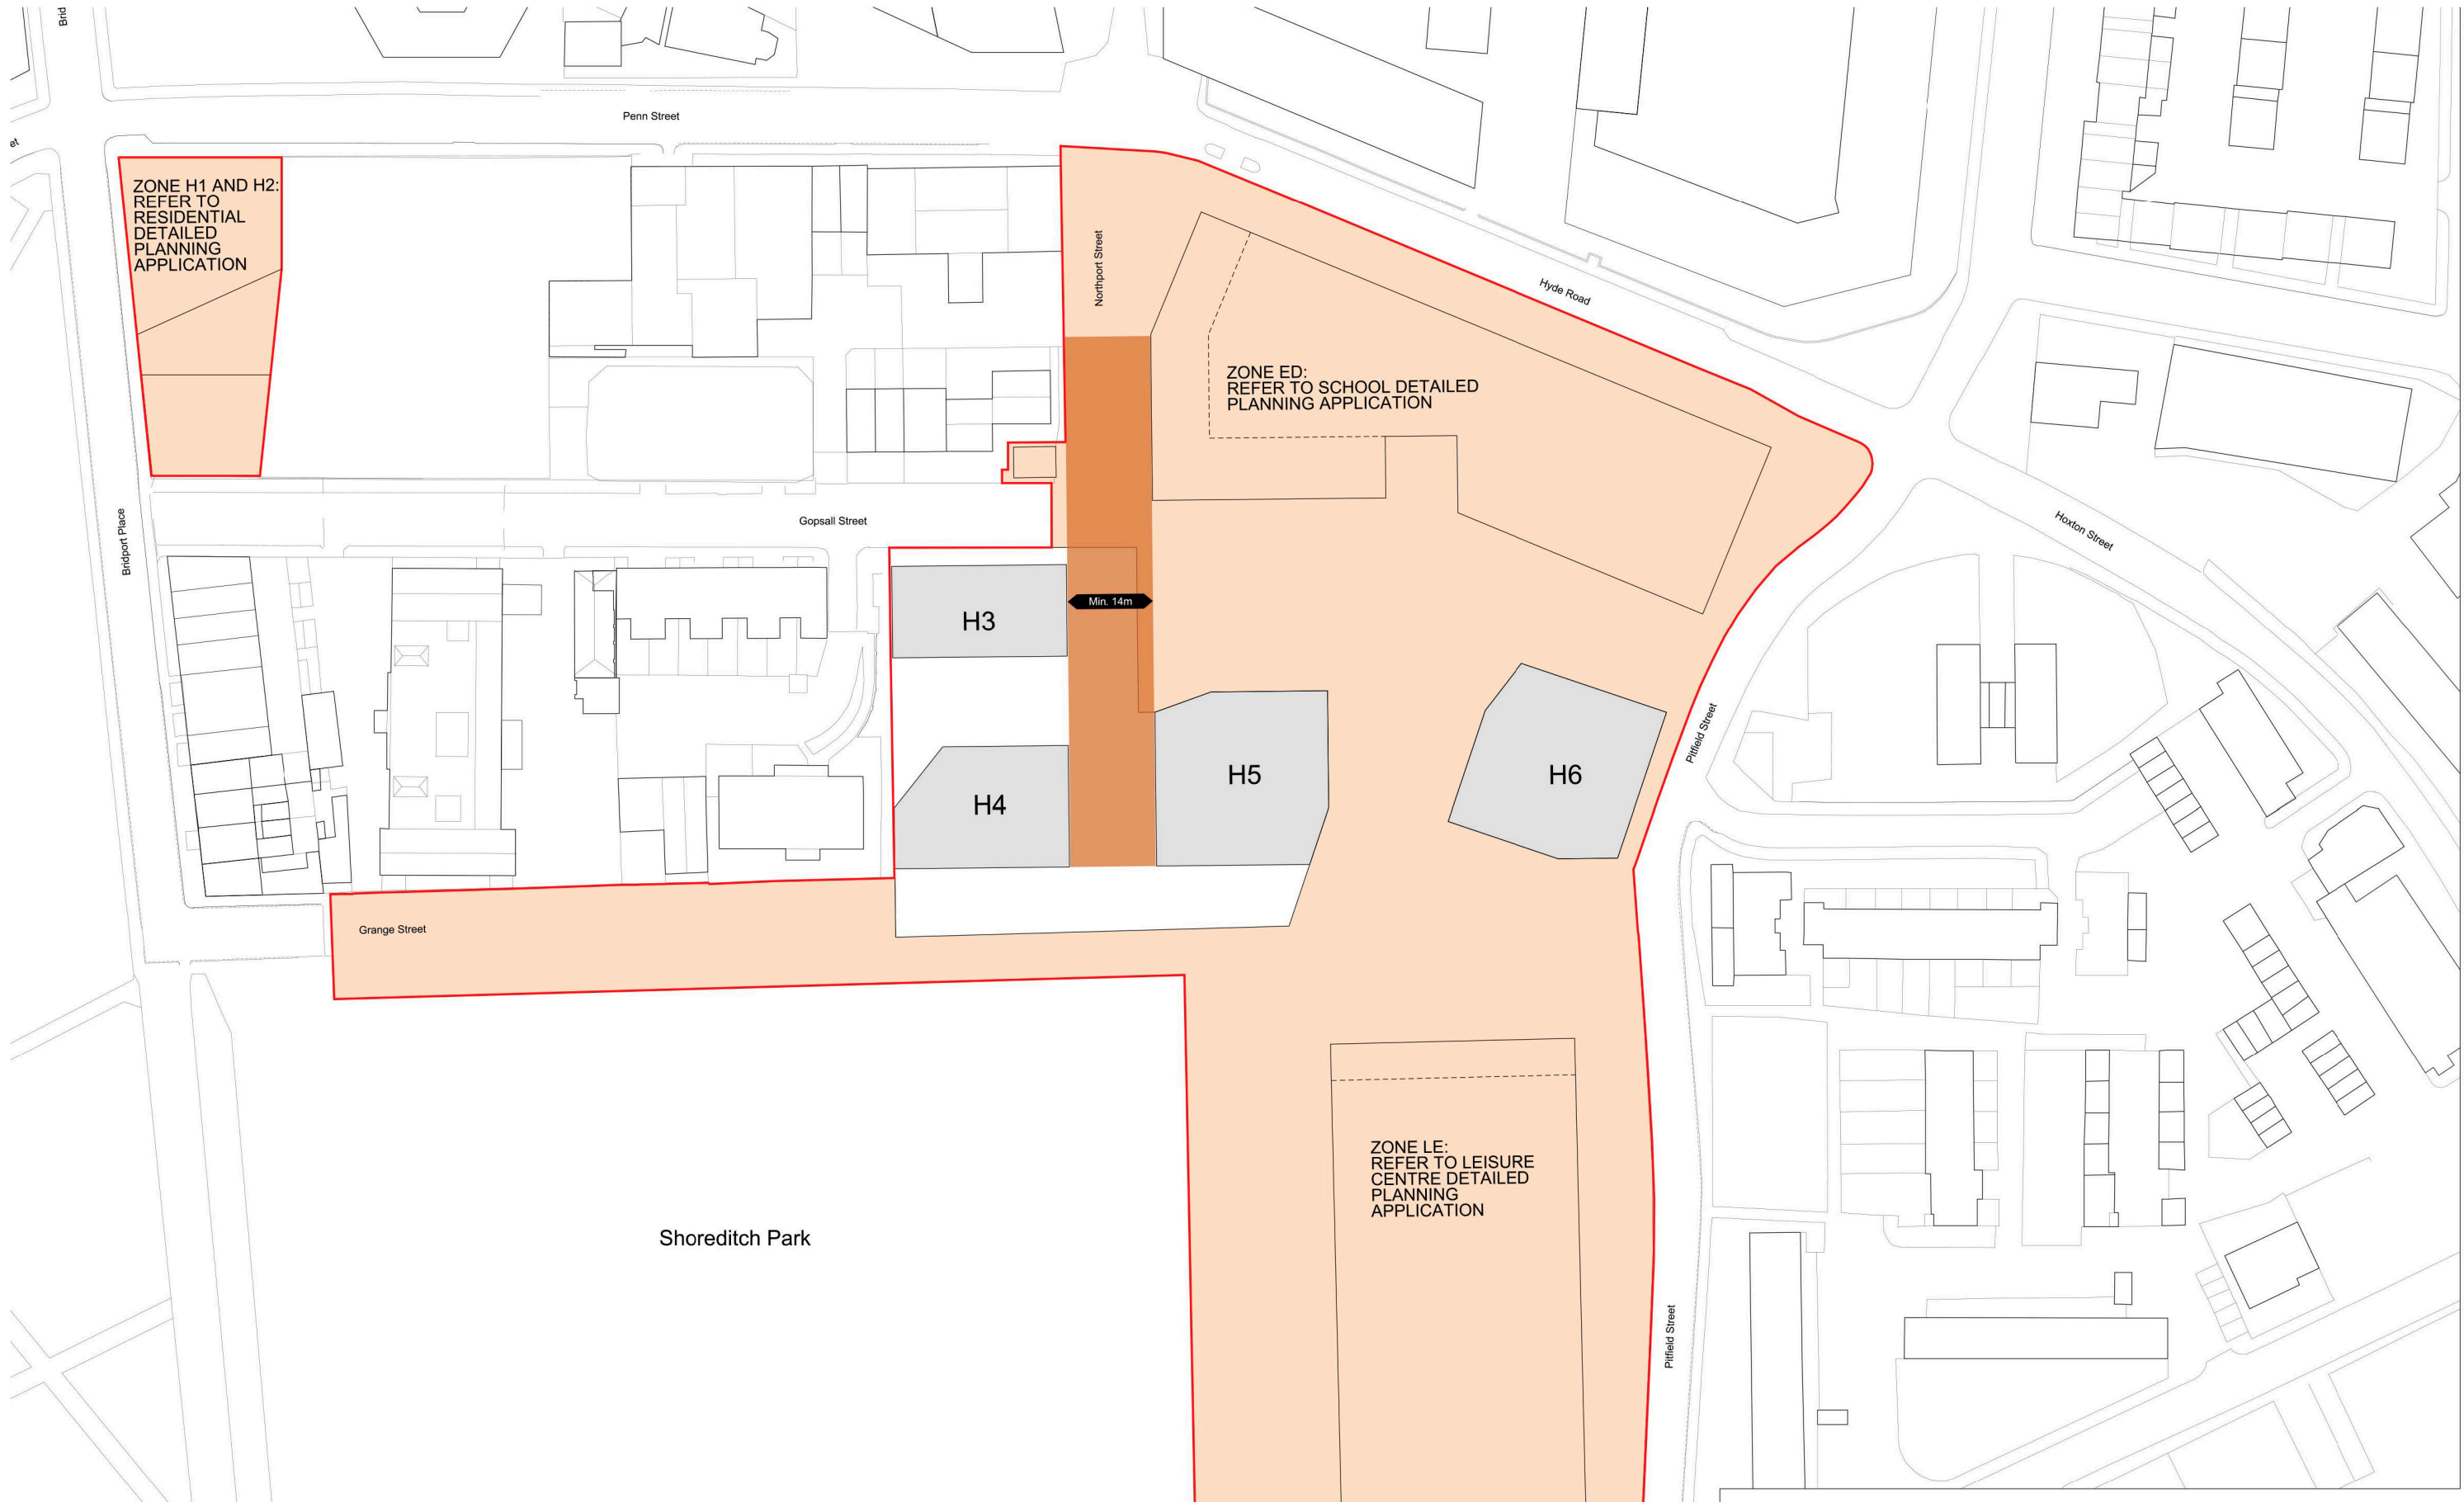 Brid
Penn Street
et
ZONE H1 AND H2:
REFER TO
RESIDENTIAL
DETAILED
PLANNING
APPLICATION
Northport Street
Hyde Road
ZONE ED:
REFER TO SCHOOL DETAILED
PLANNING APPLICATION
Bridport Place
Gopsall Street
Hoxton Street
Min. 14m
H3
Pitfield Street
H5
H6
H4
Grange Street
ZONE LE:
REFER TO LEISURE
CENTRE DETAILED
PLANNING
APPLICATION
Shoreditch Park
Pitfield Street